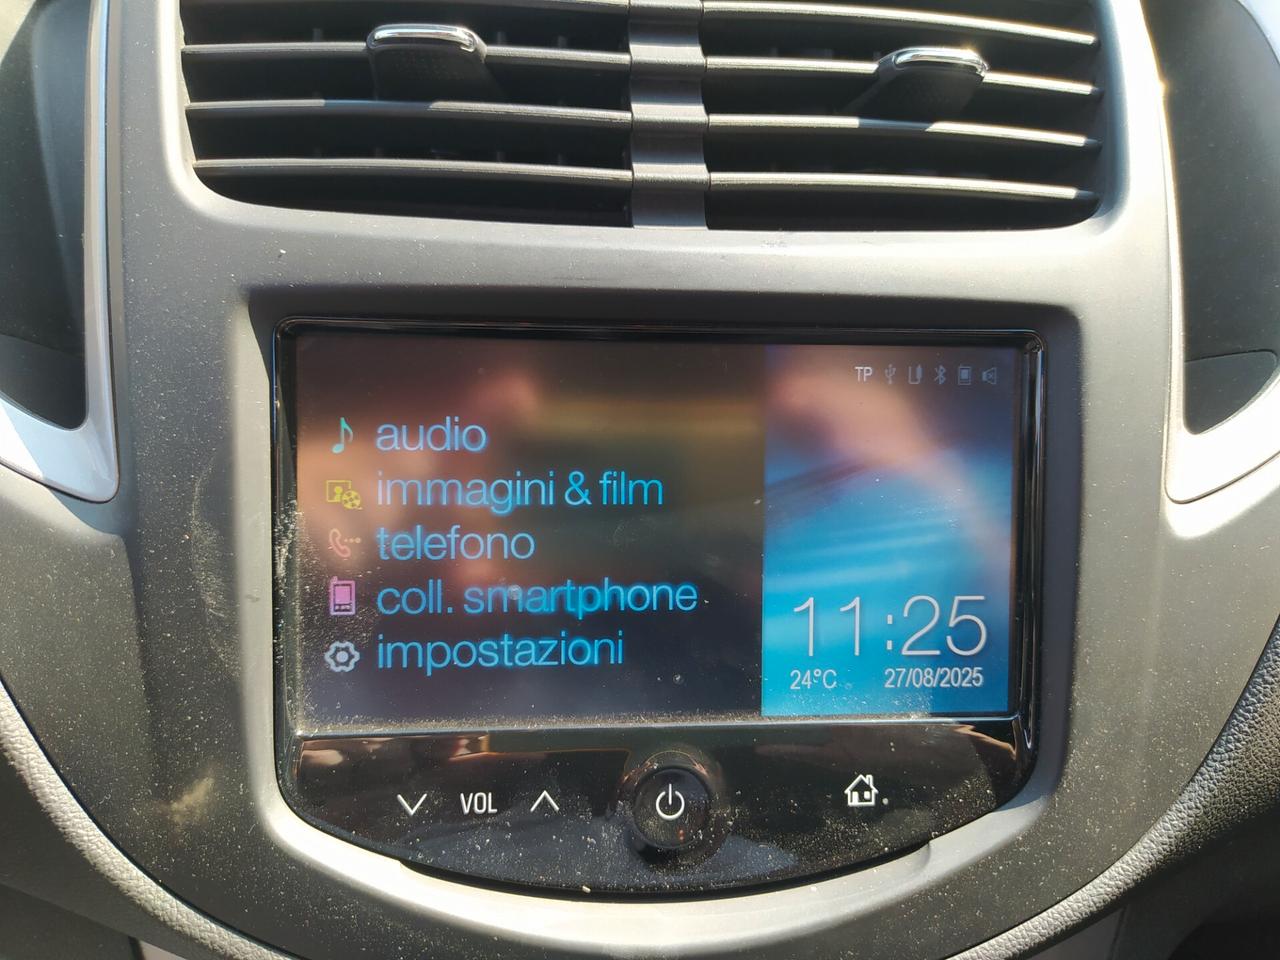 TP
audio
immagini & film
telefono
coll. smartphone
impostazioni
11:25
24°C 27/08/2025
VOL